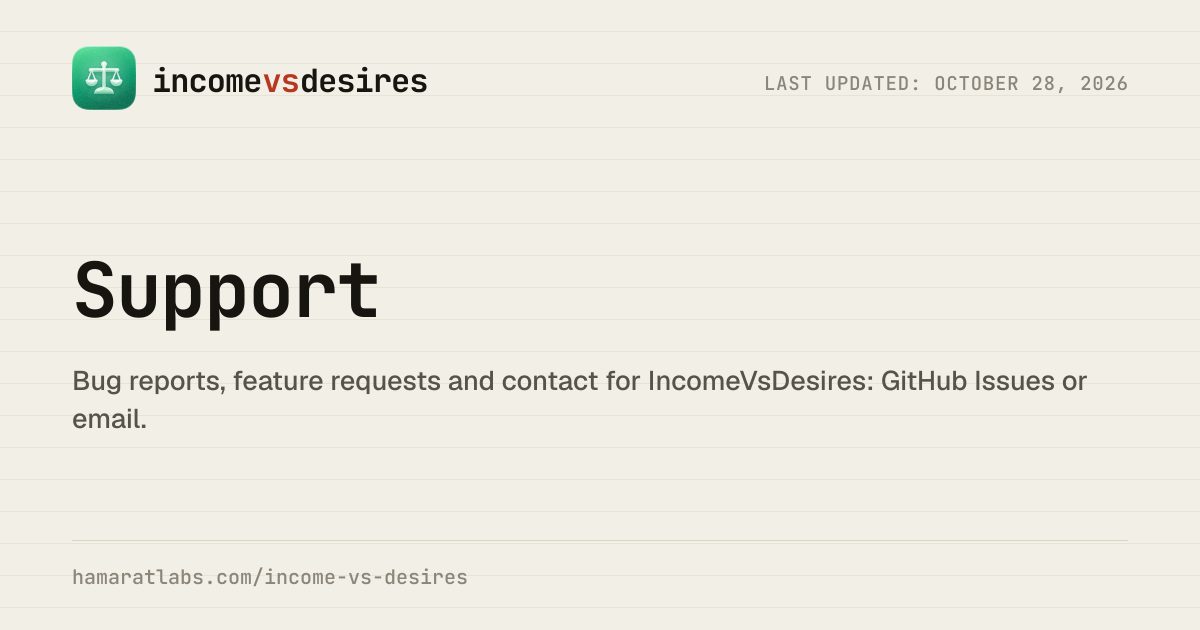 incomevsdesires
LAST UPDATED: OCTOBER 28, 2026
Support
Bug reports, feature requests and contact for IncomeVsDesires: GitHub Issues or
email.
hamaratlabs.com/income-vs-desires